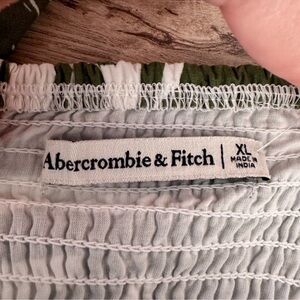 Abercrombie & Fitch | XL
MADE IN
INDIA